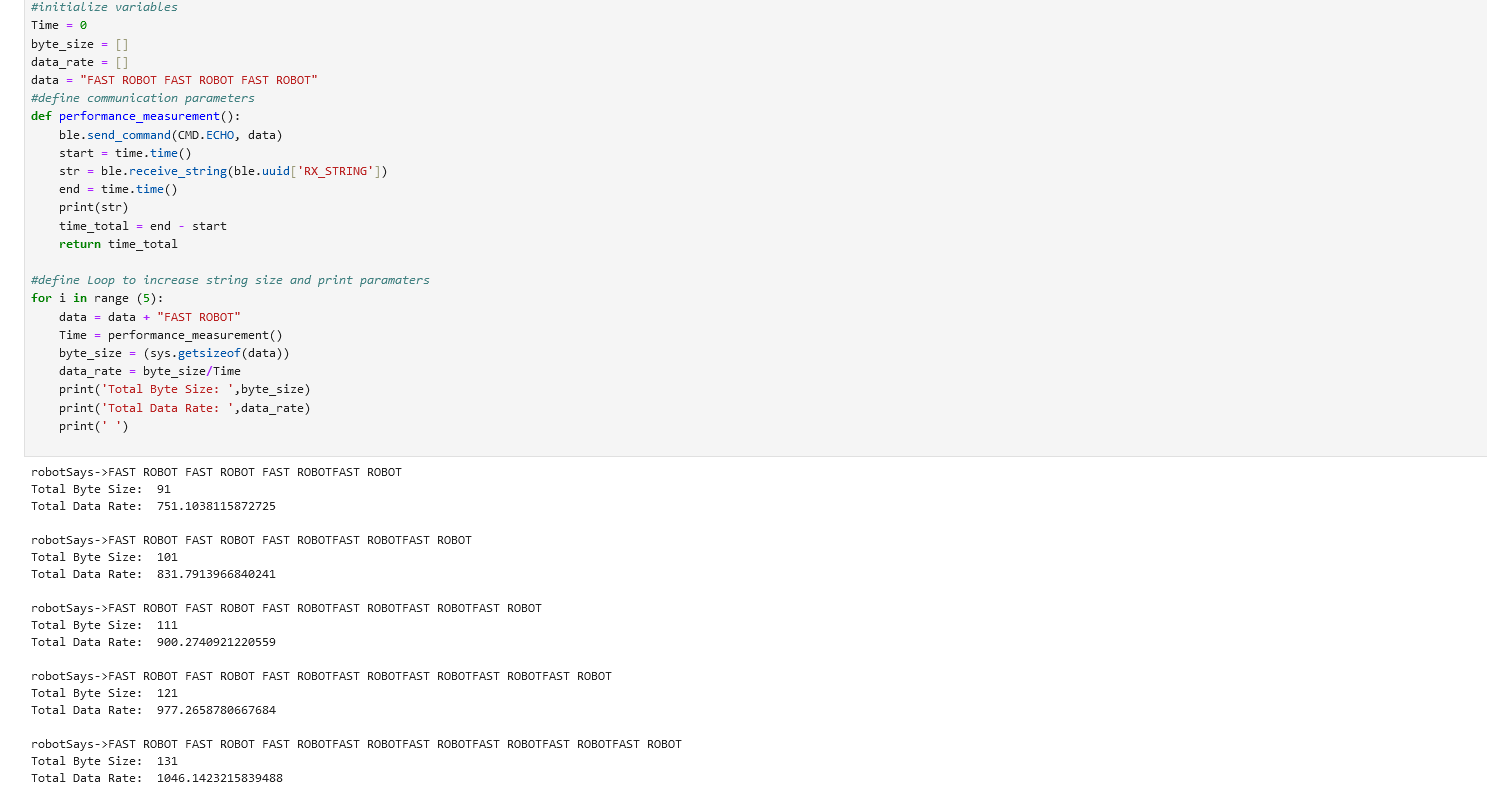 #initialize variables
Time = 0
byte_size = []
data_rate = []
data = "FAST ROBOT FAST ROBOT FAST ROBOT"
#define communication parameters
def performance_measurement():
    ble.send_command(CMD.ECHO, data)
    start = time.time()
    str = ble.receive_string(ble.uuid['RX_STRING'])
    end = time.time()
    print(str)
    time_total = end - start
    return time_total

#define Loop to increase string size and print paramaters
for i in range (5):
    data = data + "FAST ROBOT"
    Time = performance_measurement()
    byte_size = (sys.getsizeof(data))
    data_rate = byte_size/Time
    print('Total Byte Size: ',byte_size)
    print('Total Data Rate: ',data_rate)
    print(' ')

robotSays->FAST ROBOT FAST ROBOT FAST ROBOTFAST ROBOT
Total Byte Size:  91
Total Data Rate:  751.1038115872725

robotSays->FAST ROBOT FAST ROBOT FAST ROBOTFAST ROBOTFAST ROBOT
Total Byte Size:  101
Total Data Rate:  831.7913966840241

robotSays->FAST ROBOT FAST ROBOT FAST ROBOTFAST ROBOTFAST ROBOTFAST ROBOT
Total Byte Size:  111
Total Data Rate:  900.2740921220559

robotSays->FAST ROBOT FAST ROBOT FAST ROBOTFAST ROBOTFAST ROBOTFAST ROBOTFAST ROBOT
Total Byte Size:  121
Total Data Rate:  977.2658780667684

robotSays->FAST ROBOT FAST ROBOT FAST ROBOTFAST ROBOTFAST ROBOTFAST ROBOTFAST ROBOTFAST ROBOT
Total Byte Size:  131
Total Data Rate:  1046.1423215839488